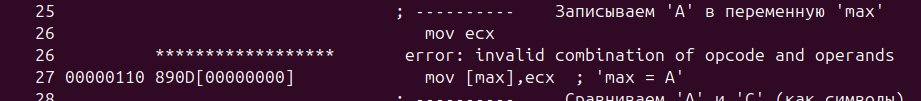 25 ; ---------- Записываем 'A' в переменную 'max'
26 mov ecx
26 ****************** error: invalid combination of opcode and operands
27 00000110 890D[00000000] mov [max],ecx ; 'max = A'
28 ; ---------- Сравниваем 'A' и 'С' (как символы)